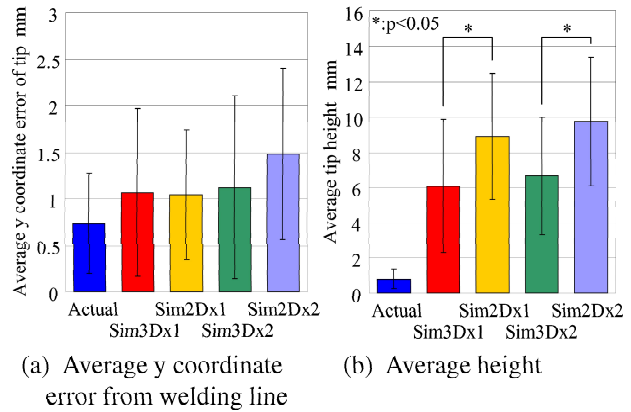 Average y coordinate error of tip mm
3
2.5
2
1.5
1
0.5
0
Actual
Sim3Dx1
Sim2Dx1
Sim3Dx2
Sim2Dx2
(a) Average y coordinate
error from welding line
Average tip height mm
16
14
12
10
8
6
4
2
0
*:p<0.05
*
*
Actual
Sim3Dx1
Sim2Dx1
Sim3Dx2
Sim2Dx2
(b) Average height